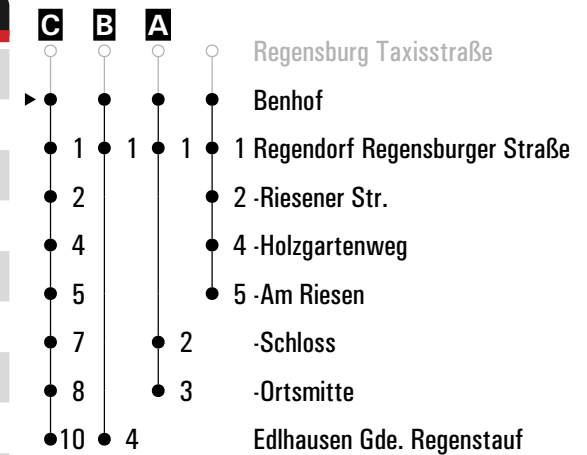 C B A
Regensburg Taxisstraße
Benhof
1 1 1 1 Regendorf Regensburger Straße
2 2 -Riesener Str.
4 4 -Holzgartenweg
5 5 -Am Riesen
7 2 -Schloss
8 3 -Ortsmitte
10 4 Edlhausen Gde. Regenstauf